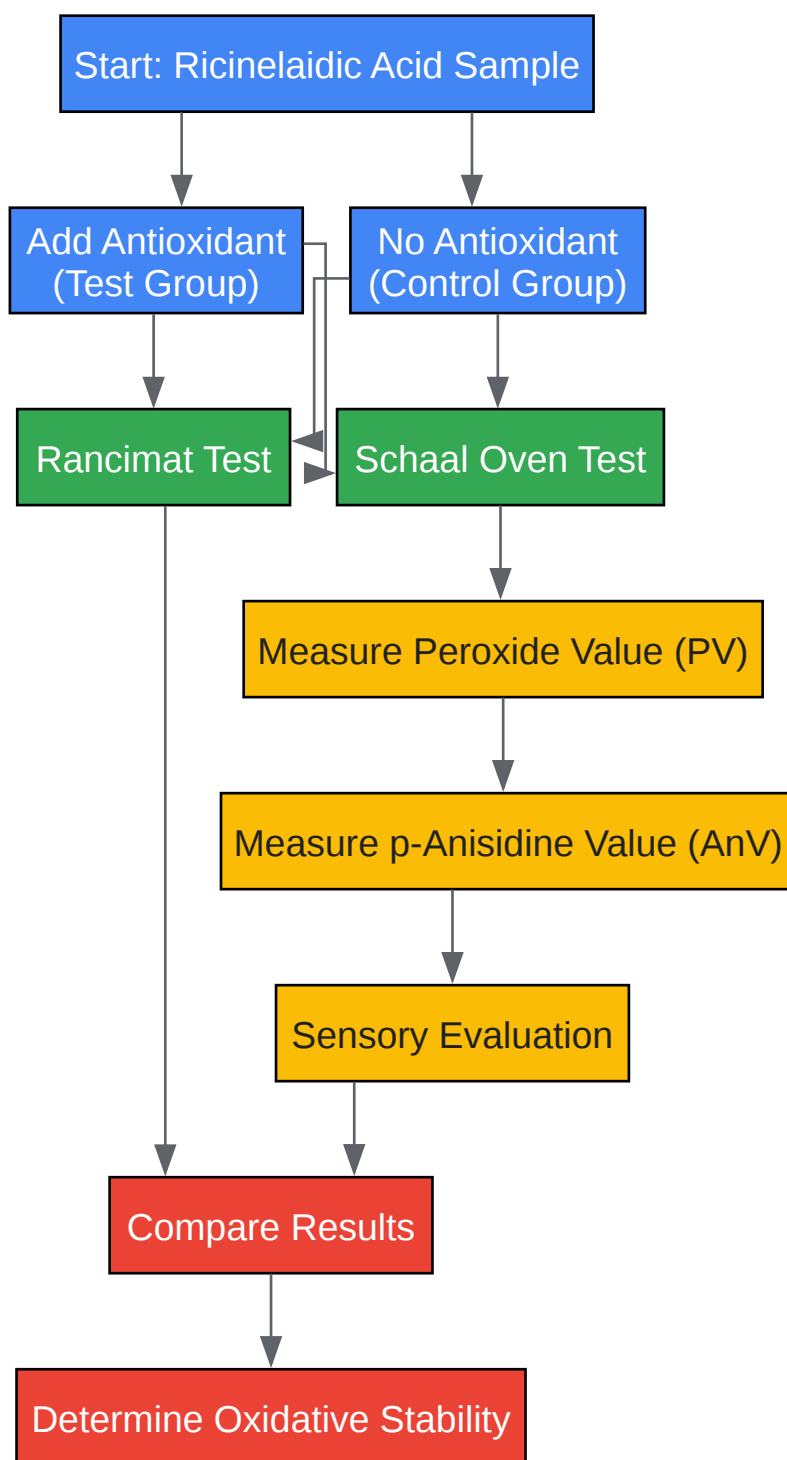 Start: Ricinelaidic Acid Sample
Add Antioxidant
(Test Group)
No Antioxidant
(Control Group)
Rancimat Test
Schaal Oven Test
Measure Peroxide Value (PV)
Measure p-Anisidine Value (AnV)
Sensory Evaluation
Compare Results
Determine Oxidative Stability